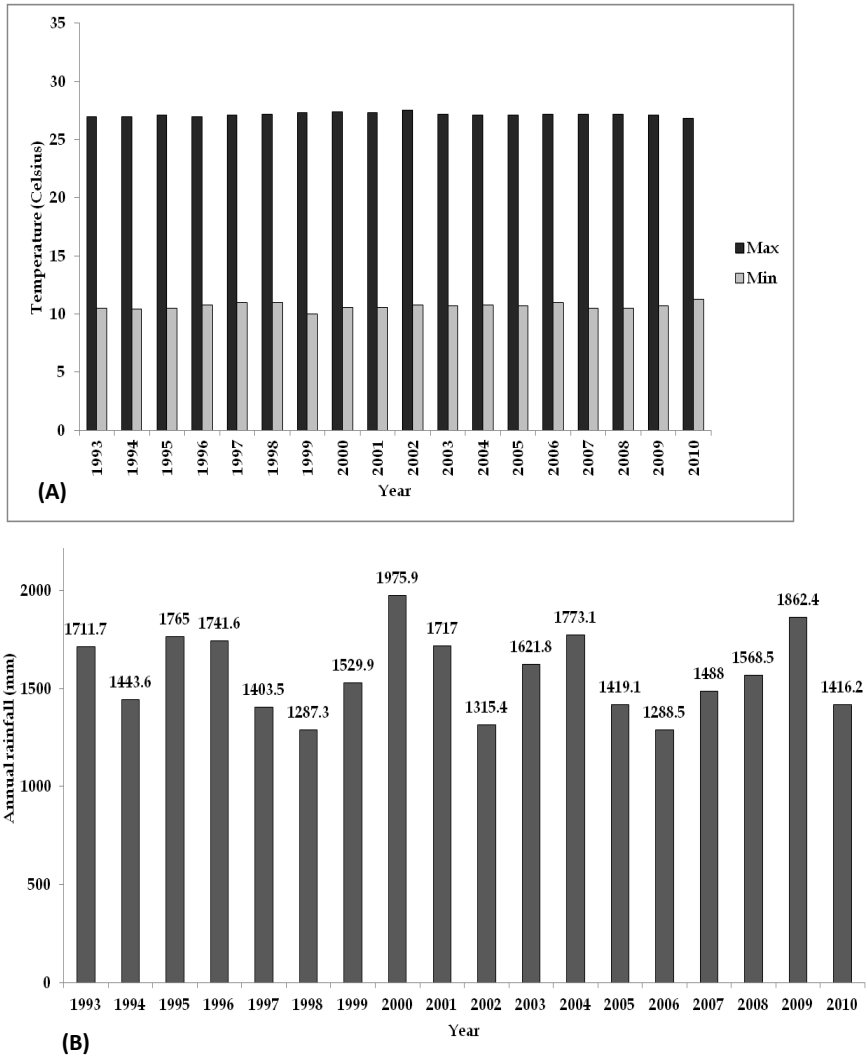 35
30
25
20
15
10
5
0
Temperature (Celsius)
Max
Min
1993 1994 1995 1996 1997 1998 1999 2000 2001 2002 2003 2004 2005 2006 2007 2008 2009 2010
Year
(A)
2000
1500
1000
500
0
Annual rainfall (mm)
1711.7 1443.6 1765 1741.6 1403.5 1287.3 1529.9 1975.9 1717 1315.4 1621.8 1773.1 1419.1 1288.5 1488 1568.5 1862.4 1416.2
1993 1994 1995 1996 1997 1998 1999 2000 2001 2002 2003 2004 2005 2006 2007 2008 2009 2010
Year
(B)